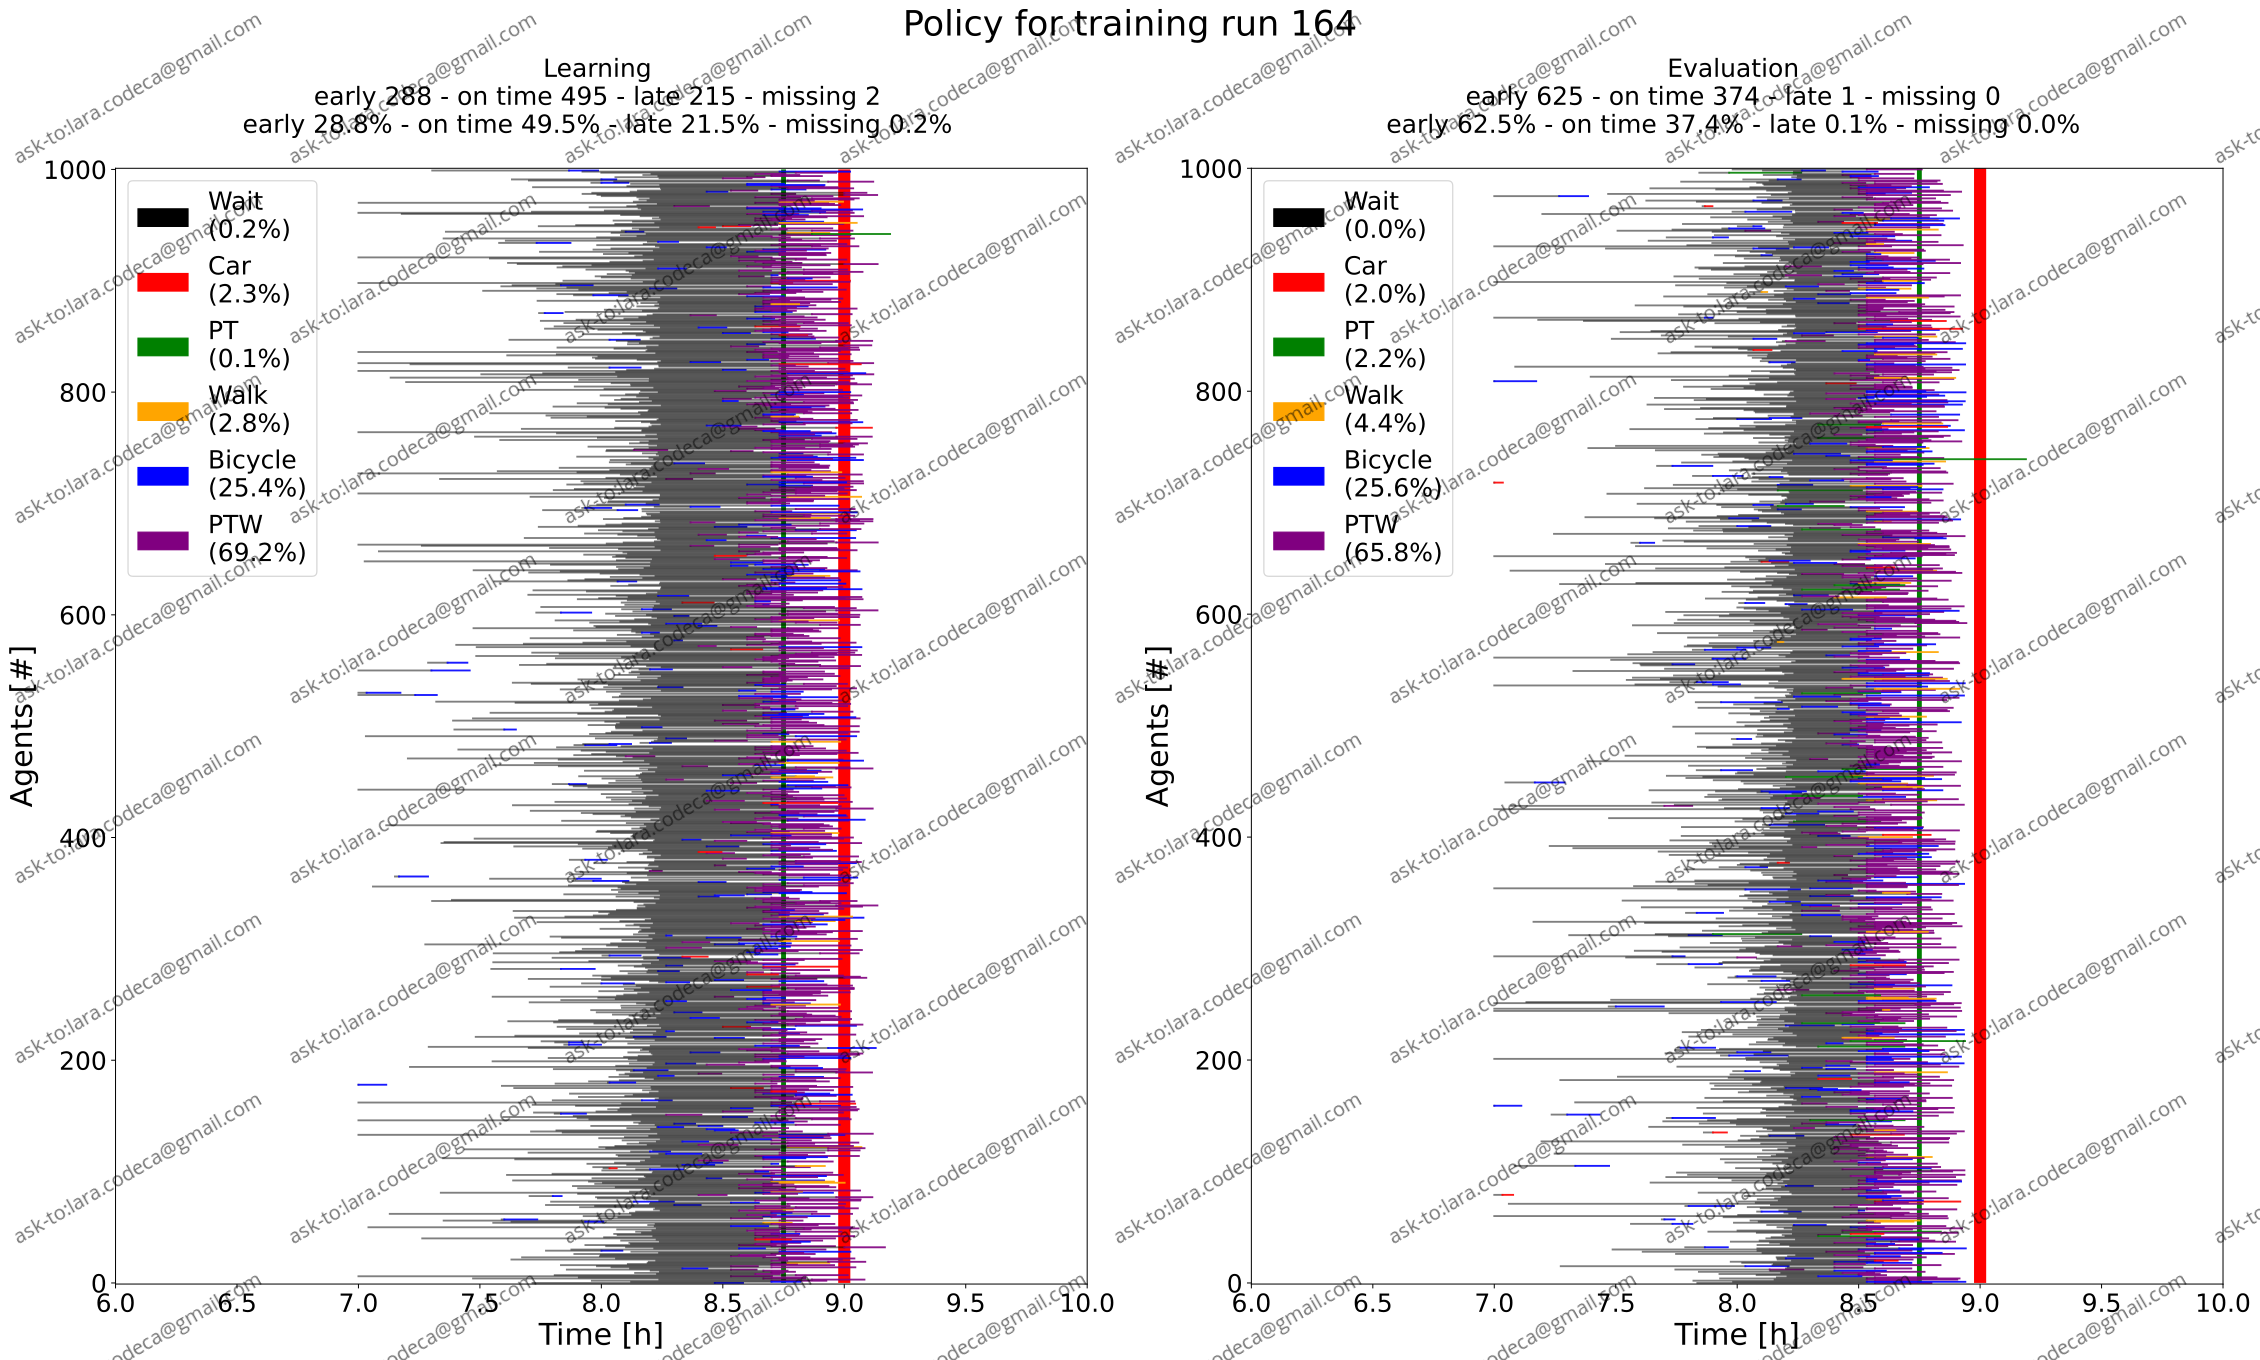 Policy for training run 164
Learning
early 288 - on time 495 - late 215 - missing 2
early 28.8% - on time 49.5% - late 21.5% - missing 0.2%
1000
800
600
400
200
0
Agents [#]
Wait
(0.2%)
Car
(2.3%)
PT
(0.1%)
Walk
(2.8%)
Bicycle
(25.4%)
PTW
(69.2%)
6.0 6.5 7.0 7.5 8.0 8.5 9.0 9.5 10.0
Time [h]
Evaluation
early 625 - on time 374 - late 1 - missing 0
early 62.5% - on time 37.4% - late 0.1% - missing 0.0%
1000
800
600
400
200
0
Agents [#]
Wait
(0.0%)
Car
(2.0%)
PT
(2.2%)
Walk
(4.4%)
Bicycle
(25.6%)
PTW
(65.8%)
6.0 6.5 7.0 7.5 8.0 8.5 9.0 9.5 10.0
Time [h]
ask-to:lara.codeca@gmail.com